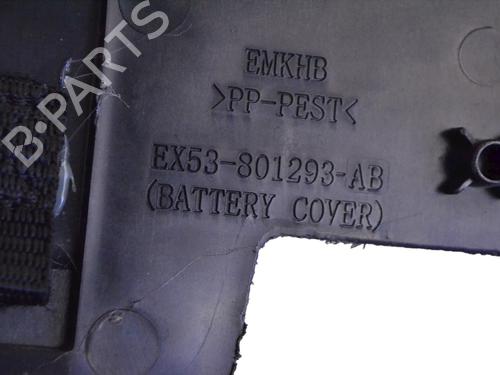 EMKHB
>PP-PEST<
EX53-801293-AB
(BATTERY COVER)
B-PARTS